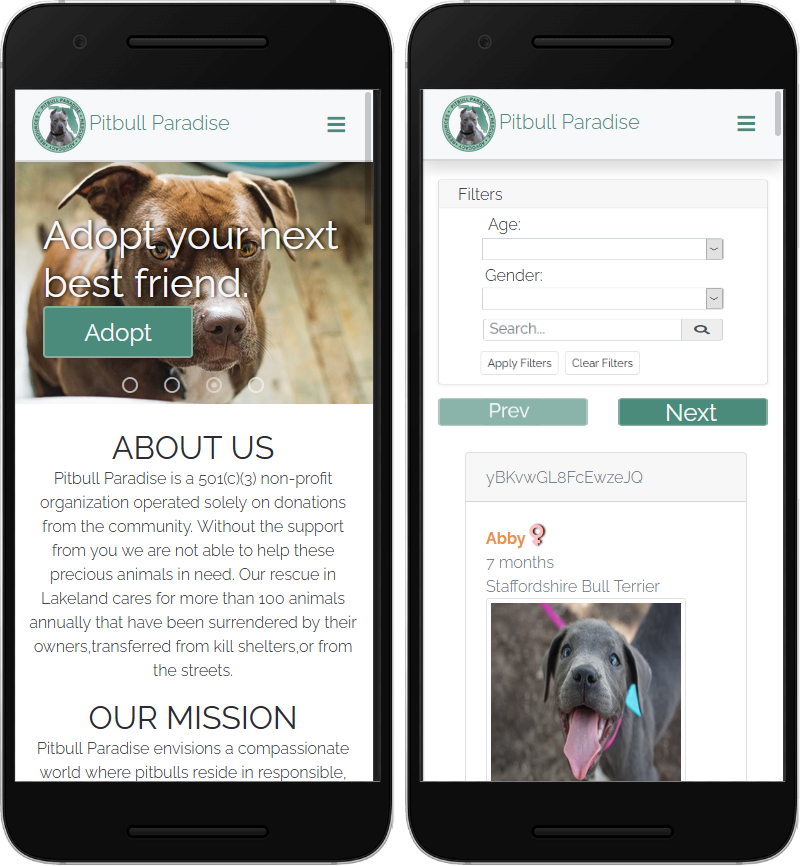 Pitbull Paradise
Adopt your next
best friend.
Adopt
ABOUT US
Pitbull Paradise is a 501(c)(3) non-profit
organization operated solely on donations
from the community. Without the support
from you we are not able to help these
precious animals in need. Our rescue in
Lakeland cares for more than 100 animals
annually that have been surrendered by their
owners,transferred from kill shelters,or from
the streets.
OUR MISSION
Pitbull Paradise envisions a compassionate
world where pitbulls reside in responsible,
Pitbull Paradise
Filters
Age:
Gender:
Search...
Apply Filters Clear Filters
Prev Next
yBKvwGL8FcEwzeJQ
Abby
7 months
Staffordshire Bull Terrier